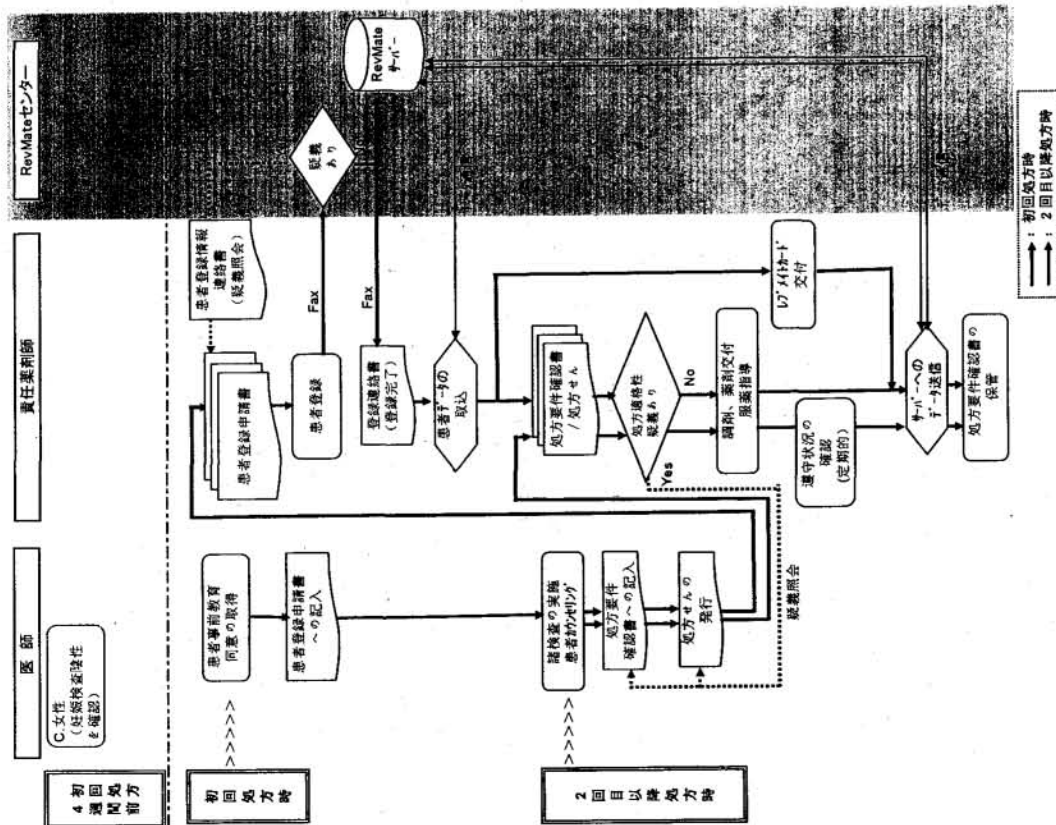 RevMateセンター
責任薬剤師
医師
4週間前
初回処方
C.女性
(妊娠検査陰性
を確認)
初回処方時
患者事前教育
同意の取得
患者登録申請書
への記入
患者登録申請書
患者登録情報
連絡書
(疑義照会)
患者登録
Fax
疑義
あり
登録連絡書
(登録完了)
Fax
RevMate
サーバー
患者データの
取込
2回目以降処方時
諸検査の実施
患者カウンセリング
処方要件
確認書への記入
処方せんの
発行
処方要件確認書
/処方せん
処方適格性
疑義あり
Yes
No
疑義照会
調剤、薬剤交付
服薬指導
レブメイトカード
交付
遵守状況の
確認
(定期的)
サーバーへの
データ送信
処方要件確認書の
保管
:初回処方時
:2回目以降処方時